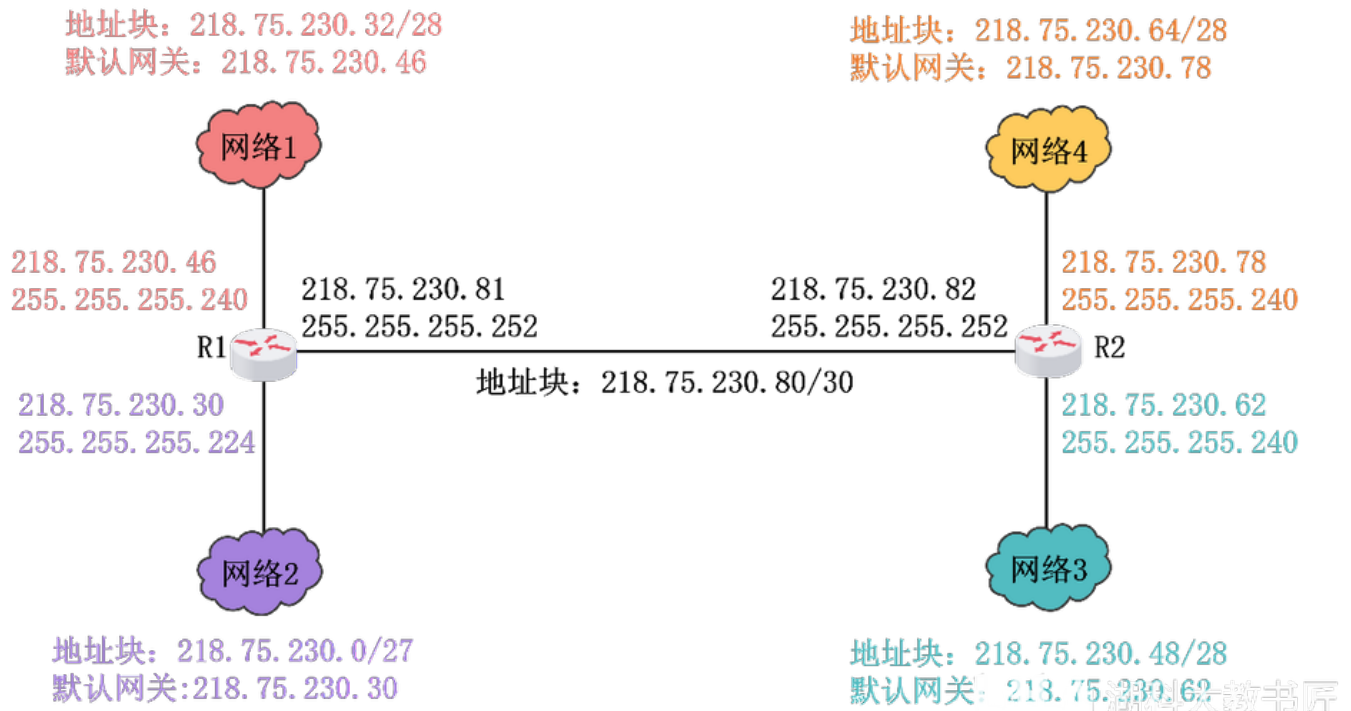 地址块：218.75.230.32/28
默认网关：218.75.230.46
地址块：218.75.230.64/28
默认网关：218.75.230.78
网络1
网络4
218.75.230.46
255.255.255.240
218.75.230.81
255.255.255.252
218.75.230.82
255.255.255.252
218.75.230.78
255.255.255.240
R1
R2
地址块：218.75.230.80/30
218.75.230.30
255.255.255.224
218.75.230.62
255.255.255.240
网络2
网络3
地址块：218.75.230.0/27
默认网关:218.75.230.30
地址块：218.75.230.48/28
默认网关：218.75.230.62
湖科大教书匠